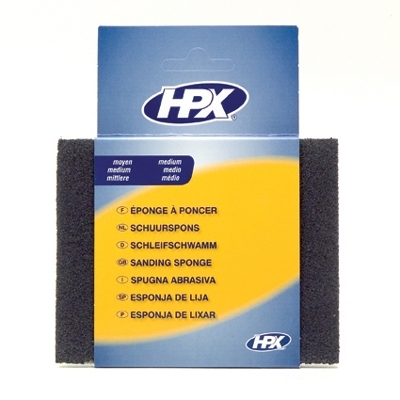 HPX
®
moyen medium
medium medio
mittlere médio
F ÉPONGE À PONCER
NL SCHUURSPONS
D SCHLEIFSCHWAMM
GB SANDING SPONGE
I SPUGNA ABRASIVA
SP ESPONJA DE LIJA
P ESPONJA DE LIXAR
HPX